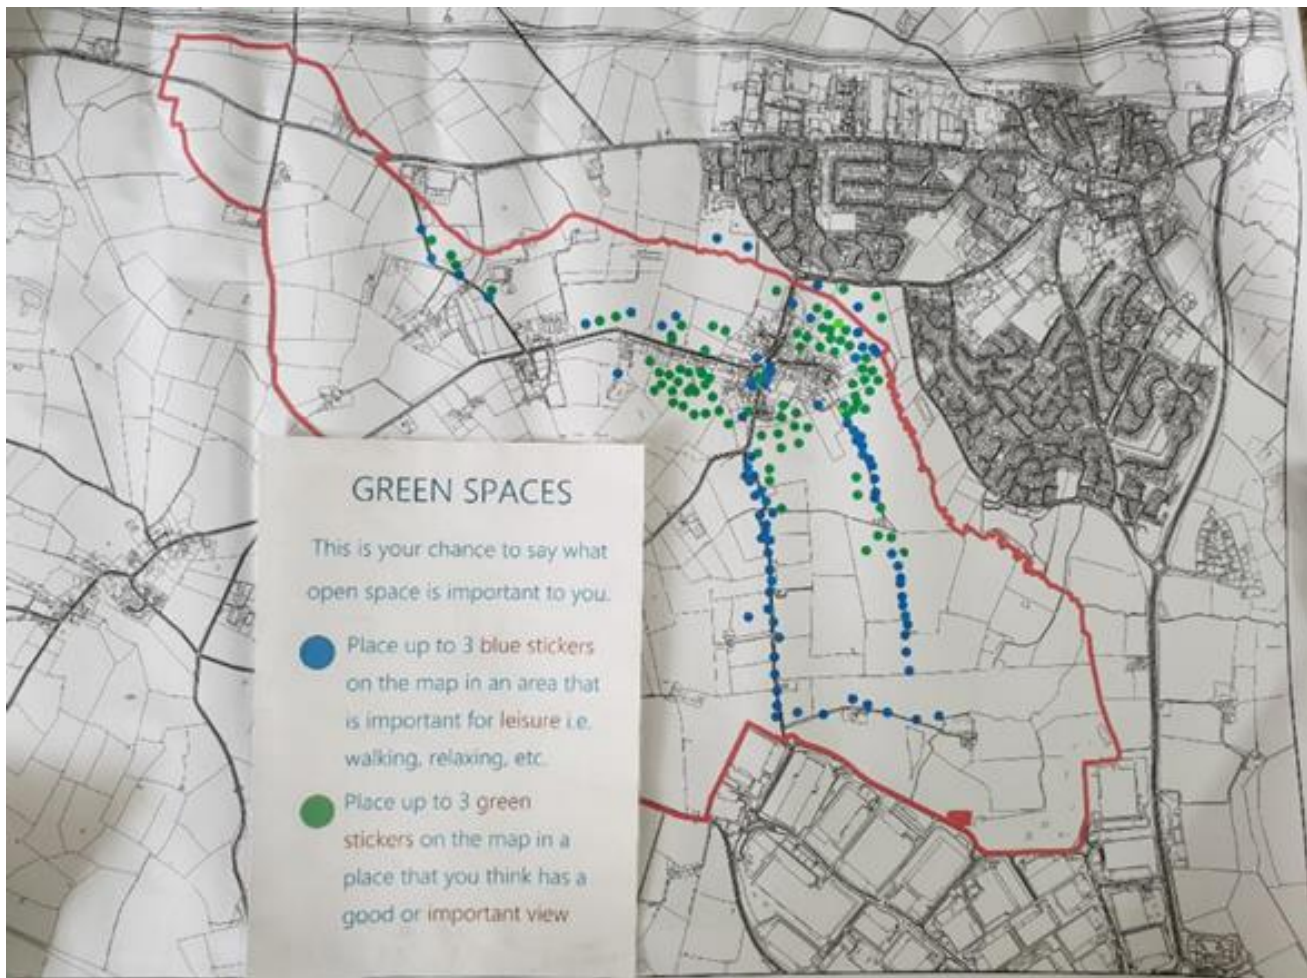 GREEN SPACES
This is your chance to say what
open space is important to you.
Place up to 3 blue stickers
on the map in an area that
is important for leisure i.e.
walking, relaxing, etc.
Place up to 3 green
stickers on the map in a
place that you think has a
good or important view